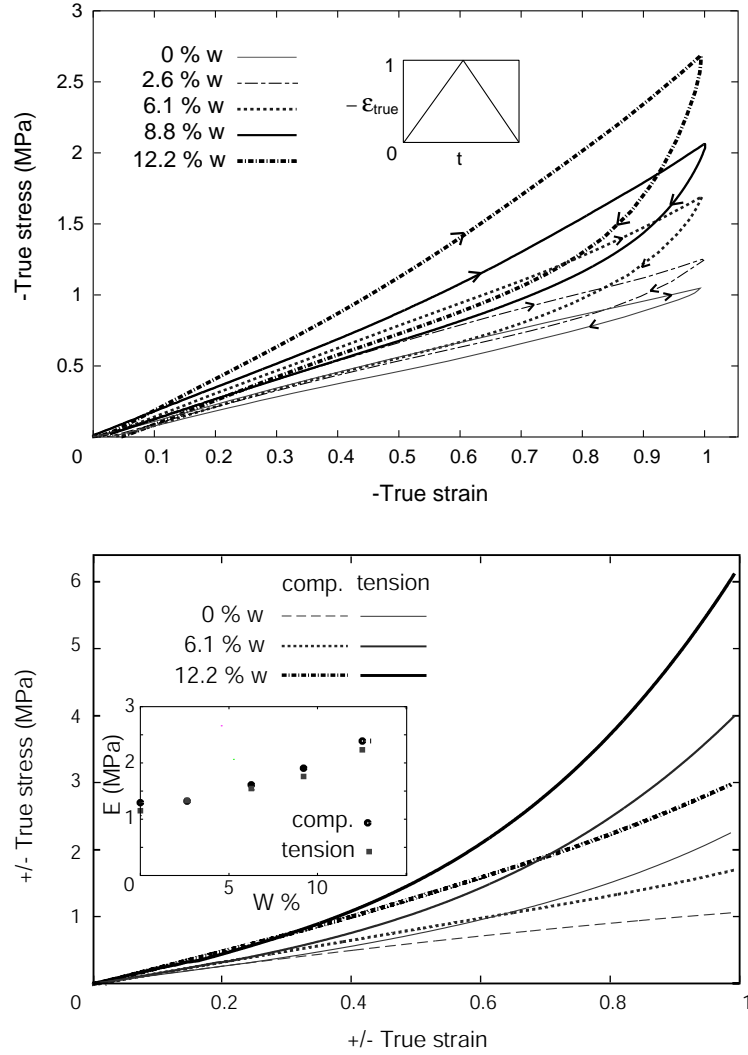 3
2.5
2
1.5
1
0.5
0
-True stress (MPa)
0 % w
2.6 % w
6.1 % w
8.8 % w
12.2 % w
1
- ε true
0
t
0.1 0.2 0.3 0.4 0.5 0.6 0.7 0.8 0.9 1
-True strain
6
5
4
3
2
1
0
+/- True stress (MPa)
comp. tension
0 % w
6.1 % w
12.2 % w
3
2
1
0
E (MPa)
comp.
tension
5 10
W %
0.2 0.4 0.6 0.8 1
+/- True strain